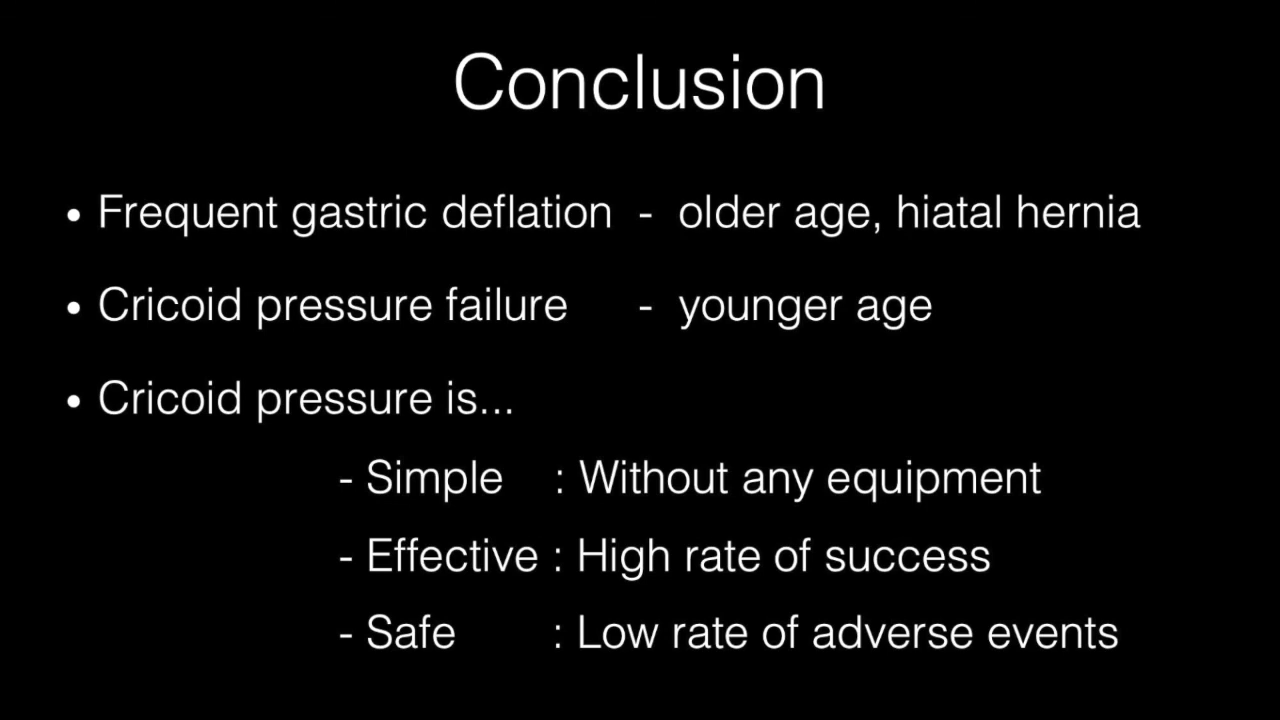 Conclusion
• Frequent gastric deflation - older age, hiatal hernia
• Cricoid pressure failure - younger age
• Cricoid pressure is...
- Simple : Without any equipment
- Effective : High rate of success
- Safe : Low rate of adverse events